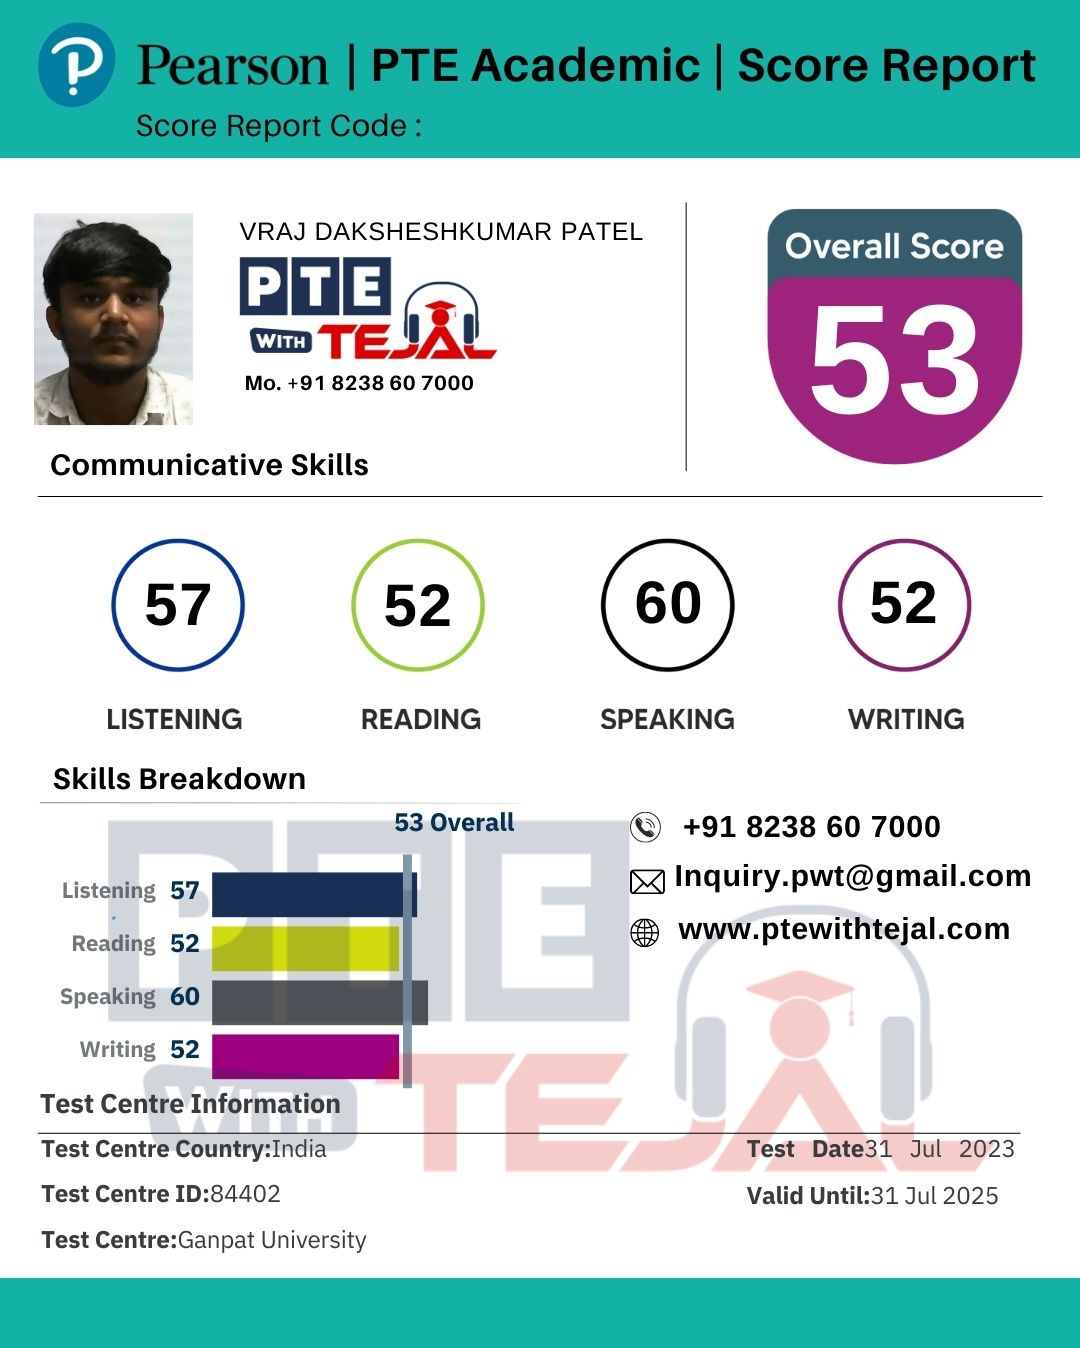 Pearson | PTE Academic | Score Report
Score Report Code :
VRAJ DAKSHESHKUMAR PATEL
PTE
WITH TEJAL
Mo. +91 8238 60 7000
Overall Score
53
Communicative Skills
57 52 60 52
LISTENING READING SPEAKING WRITING
Skills Breakdown
53 Overall
Listening 57
Reading 52
Speaking 60
Writing 52
+91 8238 60 7000
Inquiry.pwt@gmail.com
www.ptewithtejal.com
PTE
WITH TEJAL
Test Centre Information
Test Centre Country:India
Test Centre ID:84402
Test Centre:Ganpat University
Test Date31 Jul 2023
Valid Until:31 Jul 2025